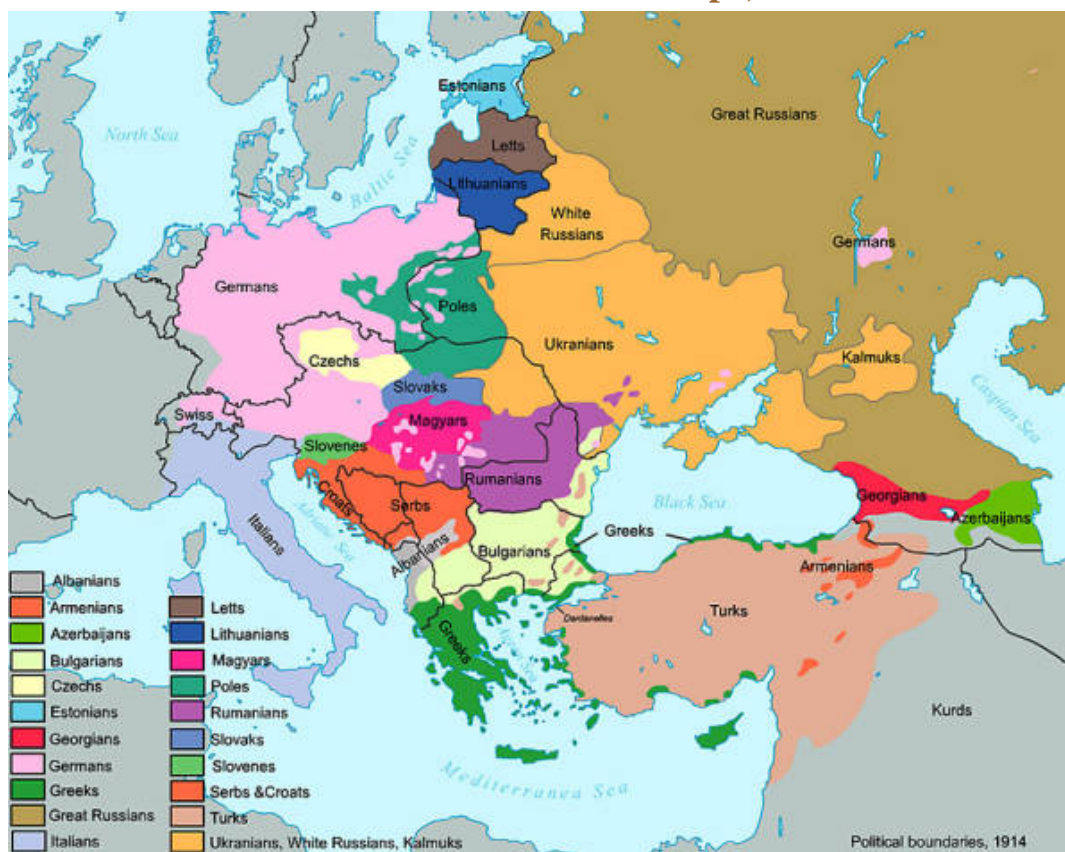 North Sea
Baltic Sea
Estonians
Letts
Lithuanians
White
Russians
Great Russians
Germans
Germans
Poles
Czechs
Slovaks
Ukranians
Kalmuks
Caspian Sea
Swiss
Slovenes
Magyars
Rumanians
Croats
Serbs
Italians
Adriatic Sea
Albanians
Bulgarians
Greeks
Black Sea
Georgians
Azerbaijans
Armenians
Dardanelles
Turks
Greeks
Kurds
Mediterranea Sea
Albanians
Armenians
Azerbaijans
Bulgarians
Czechs
Estonians
Georgians
Germans
Greeks
Great Russians
Italians
Letts
Lithuanians
Magyars
Poles
Rumanians
Slovaks
Slovenes
Serbs &Croats
Turks
Ukranians, White Russians, Kalmuks
Political boundaries, 1914